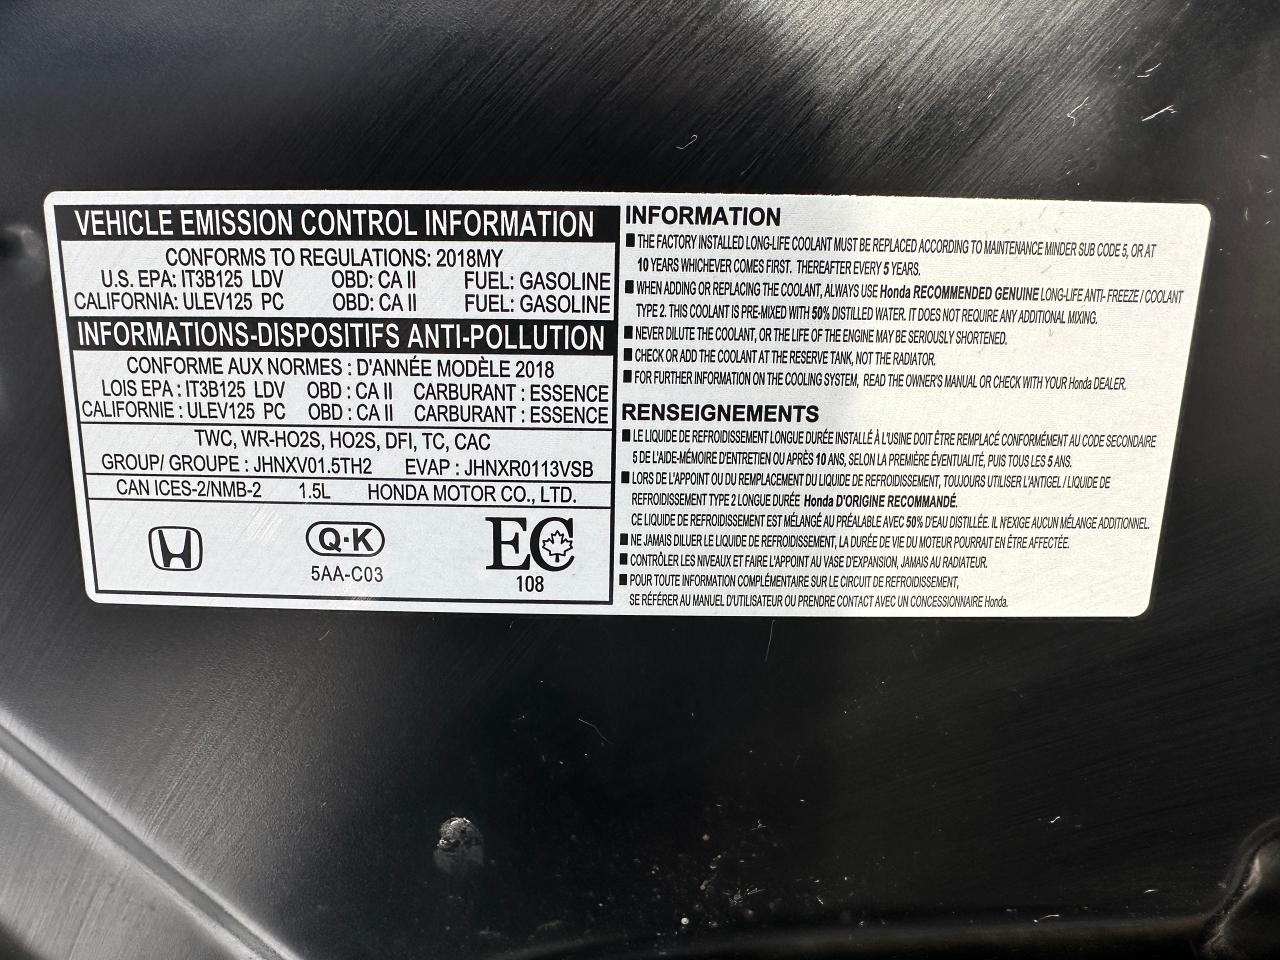 VEHICLE EMISSION CONTROL INFORMATION
CONFORMS TO REGULATIONS: 2018MY
U.S. EPA: IT3B125 LDV OBD: CA II FUEL: GASOLINE
CALIFORNIA: ULEV125 PC OBD: CA II FUEL: GASOLINE
INFORMATIONS-DISPOSITIFS ANTI-POLLUTION
CONFORME AUX NORMES : D'ANNÉE MODÈLE 2018
LOIS EPA : IT3B125 LDV OBD : CA II CARBURANT : ESSENCE
CALIFORNIE : ULEV125 PC OBD : CA II CARBURANT : ESSENCE
TWC, WR-HO2S, HO2S, DFI, TC, CAC
GROUP/ GROUPE : JHNXV01.5TH2 EVAP : JHNXR0113VSB
CAN ICES-2/NMB-2 1.5L HONDA MOTOR CO., LTD.
Q·K
5AA-C03
EC
108
INFORMATION
■ THE FACTORY INSTALLED LONG-LIFE COOLANT MUST BE REPLACED ACCORDING TO MAINTENANCE MINDER SUB CODE 5, OR AT
10 YEARS WHICHEVER COMES FIRST. THEREAFTER EVERY 5 YEARS.
■ WHEN ADDING OR REPLACING THE COOLANT, ALWAYS USE Honda RECOMMENDED GENUINE LONG-LIFE ANTI- FREEZE / COOLANT
TYPE 2. THIS COOLANT IS PRE-MIXED WITH 50% DISTILLED WATER. IT DOES NOT REQUIRE ANY ADDITIONAL MIXING.
■ NEVER DILUTE THE COOLANT, OR THE LIFE OF THE ENGINE MAY BE SERIOUSLY SHORTENED.
■ CHECK OR ADD THE COOLANT AT THE RESERVE TANK, NOT THE RADIATOR.
■ FOR FURTHER INFORMATION ON THE COOLING SYSTEM, READ THE OWNER'S MANUAL OR CHECK WITH YOUR Honda DEALER.
RENSEIGNEMENTS
■ LE LIQUIDE DE REFROIDISSEMENT LONGUE DURÉE INSTALLÉ À L'USINE DOIT ÊTRE REMPLACÉ CONFORMÉMENT AU CODE SECONDAIRE
5 DE L'AIDE-MÉMOIRE D'ENTRETIEN OU APRÈS 10 ANS, SELON LA PREMIÈRE ÉVENTUALITÉ, PUIS TOUS LES 5 ANS.
■ LORS DE L'APPOINT OU DU REMPLACEMENT DU LIQUIDE DE REFROIDISSEMENT, TOUJOURS UTILISER L'ANTIGEL / LIQUIDE DE
REFROIDISSEMENT TYPE 2 LONGUE DURÉE Honda D'ORIGINE RECOMMANDÉ.
CE LIQUIDE DE REFROIDISSEMENT EST MÉLANGÉ AU PRÉALABLE AVEC 50% D'EAU DISTILLÉE. IL N'EXIGE AUCUN MÉLANGE ADDITIONNEL.
■ NE JAMAIS DILUER LE LIQUIDE DE REFROIDISSEMENT, LA DURÉE DE VIE DU MOTEUR POURRAIT EN ÊTRE AFFECTÉE.
■ CONTRÔLER LES NIVEAUX ET FAIRE L'APPOINT AU VASE D'EXPANSION, JAMAIS AU RADIATEUR.
■ POUR TOUTE INFORMATION COMPLÉMENTAIRE SUR LE CIRCUIT DE REFROIDISSEMENT,
SE RÉFÉRER AU MANUEL D'UTILISATEUR OU PRENDRE CONTACT AVEC UN CONCESSIONNAIRE Honda.